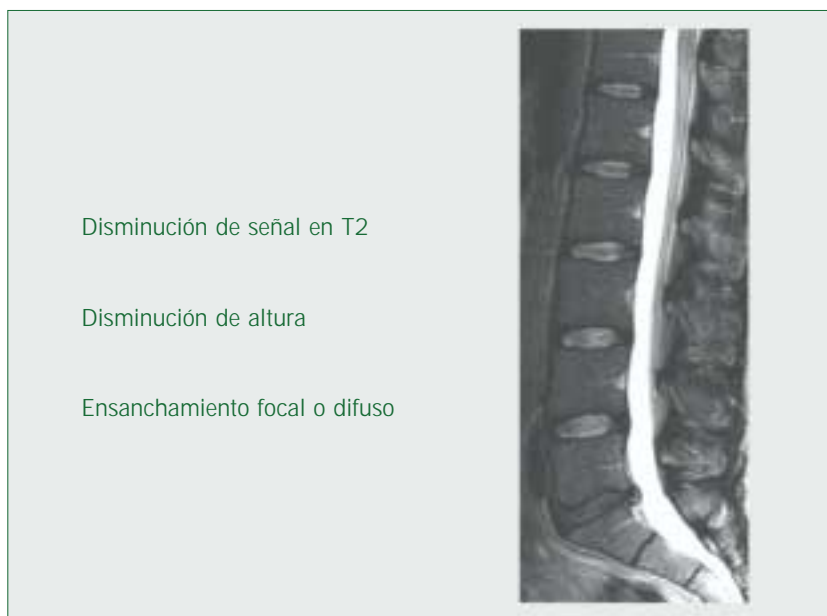 Disminución de señal en T2
Disminución de altura
Ensanchamiento focal o difuso